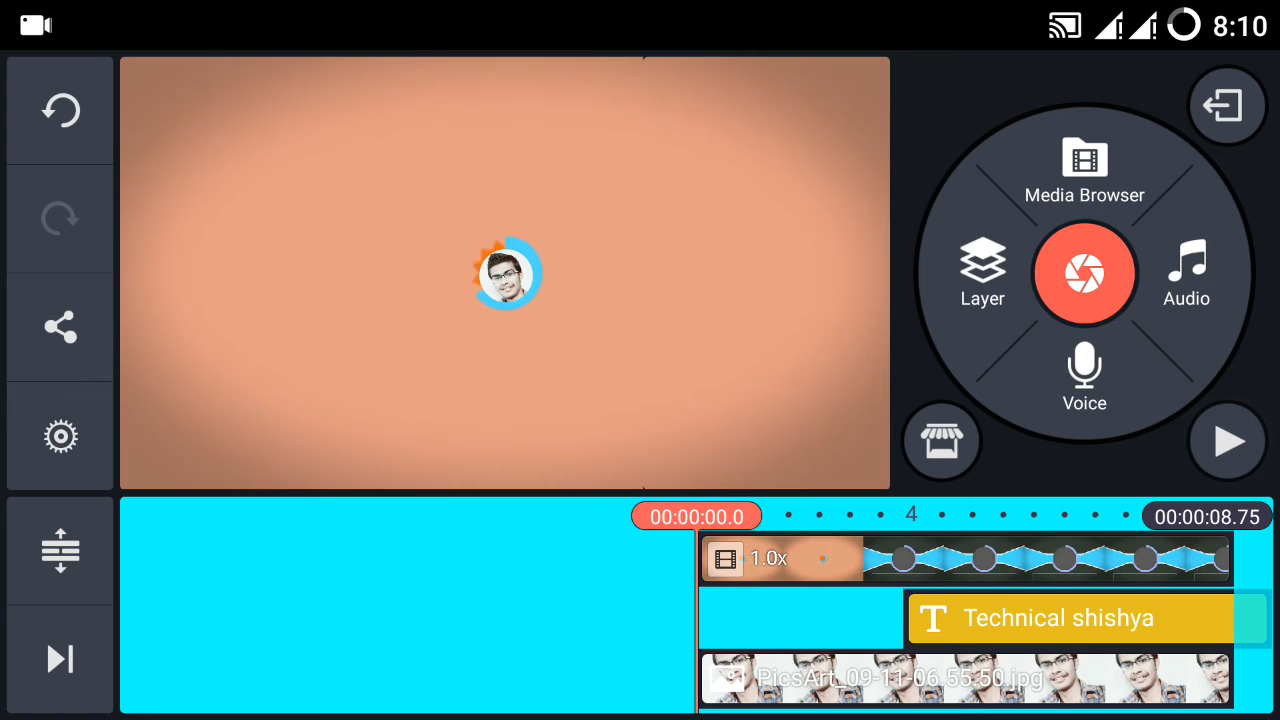 8:10
Media Browser
Layer
Audio
Voice
00:00:00.0
4
00:00:08.75
1.0x
T Technical shishya
PicsArt_09-11-06.55.50.jpg